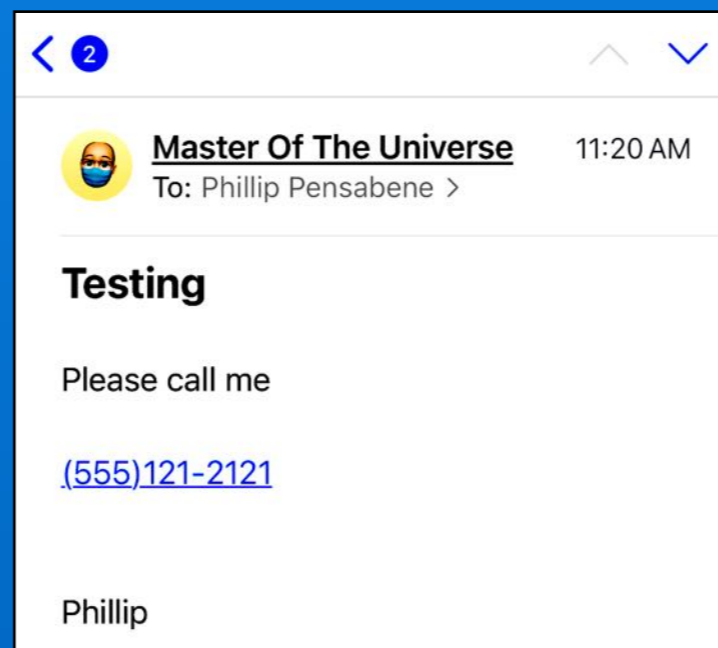 2
Master Of The Universe 11:20 AM
To: Phillip Pensabene >
Testing
Please call me
(555)121-2121
Phillip